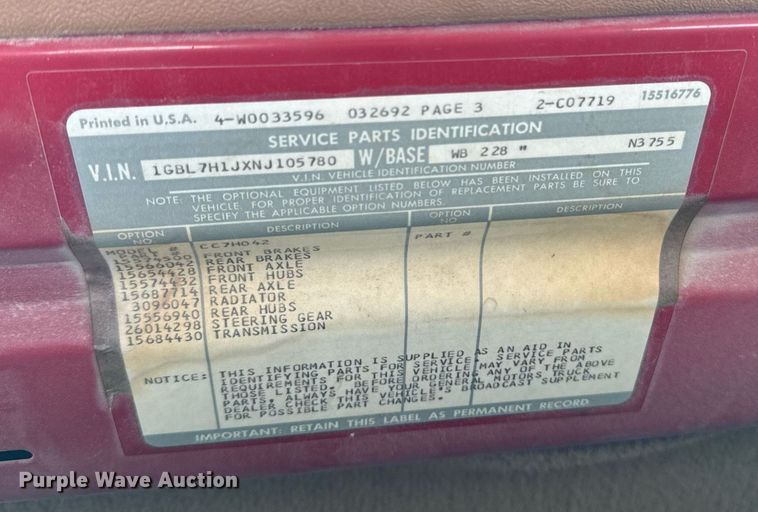 Printed in U.S.A. 4-W0033596 032692 PAGE 3 2-C07719 15516776
SERVICE PARTS IDENTIFICATION
V.I.N. 1GBL7H1JXNJ105780 W/BASE WB 228 " N3755
V.I.N. VEHICLE IDENTIFICATION NUMBER
NOTE: THE OPTIONAL EQUIPMENT LISTED BELOW HAS BEEN INSTALLED ON THIS
VEHICLE. FOR PROPER IDENTIFICATION OF REPLACEMENT PARTS BE SURE TO
SPECIFY THE APPLICABLE OPTION NUMBERS.
OPTION NO. DESCRIPTION OPTION NO. DESCRIPTION
MODEL # CC7H042 PART #
FRONT BRAKES
REAR BRAKES
15654428 FRONT AXLE
15574432 FRONT HUBS
15687714 REAR AXLE
3096047 RADIATOR
15556940 REAR HUBS
26014298 STEERING GEAR
15684430 TRANSMISSION
NOTICE: THIS INFORMATION IS SUPPLIED AS AN AID IN
IDENTIFYING PARTS FOR SERVICE. SERVICE PARTS
REQUIREMENTS FOR THIS VEHICLE MAY VARY FROM
THOSE LISTED. BEFORE ORDERING ANY OF THE ABOVE
PARTS, ALWAYS HAVE YOUR GENERAL MOTORS TRUCK
DEALER CHECK THIS VEHICLE'S BROADCAST SUPPLEMENT
FOR POSSIBLE PART CHANGES.
IMPORTANT: RETAIN THIS LABEL AS PERMANENT RECORD
Purple Wave Auction